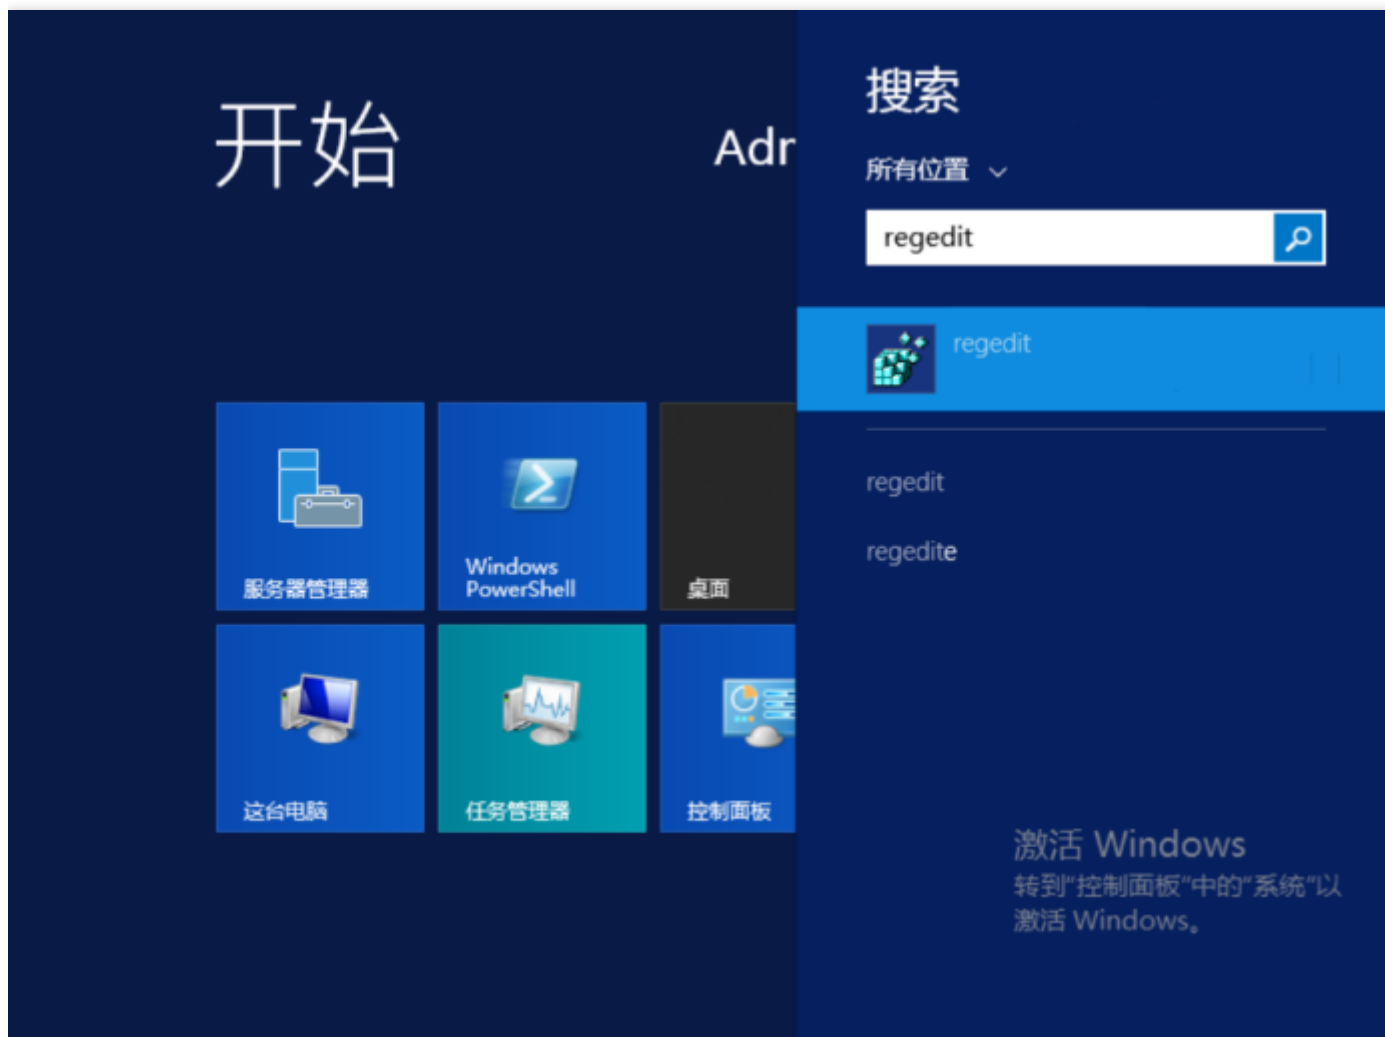 开始
Adr
服务器管理器
Windows
PowerShell
桌面
这台电脑
任务管理器
控制面板
搜索
所有位置
regedit
regedit
regedit
regedite
激活 Windows
转到"控制面板"中的"系统"以
激活 Windows。